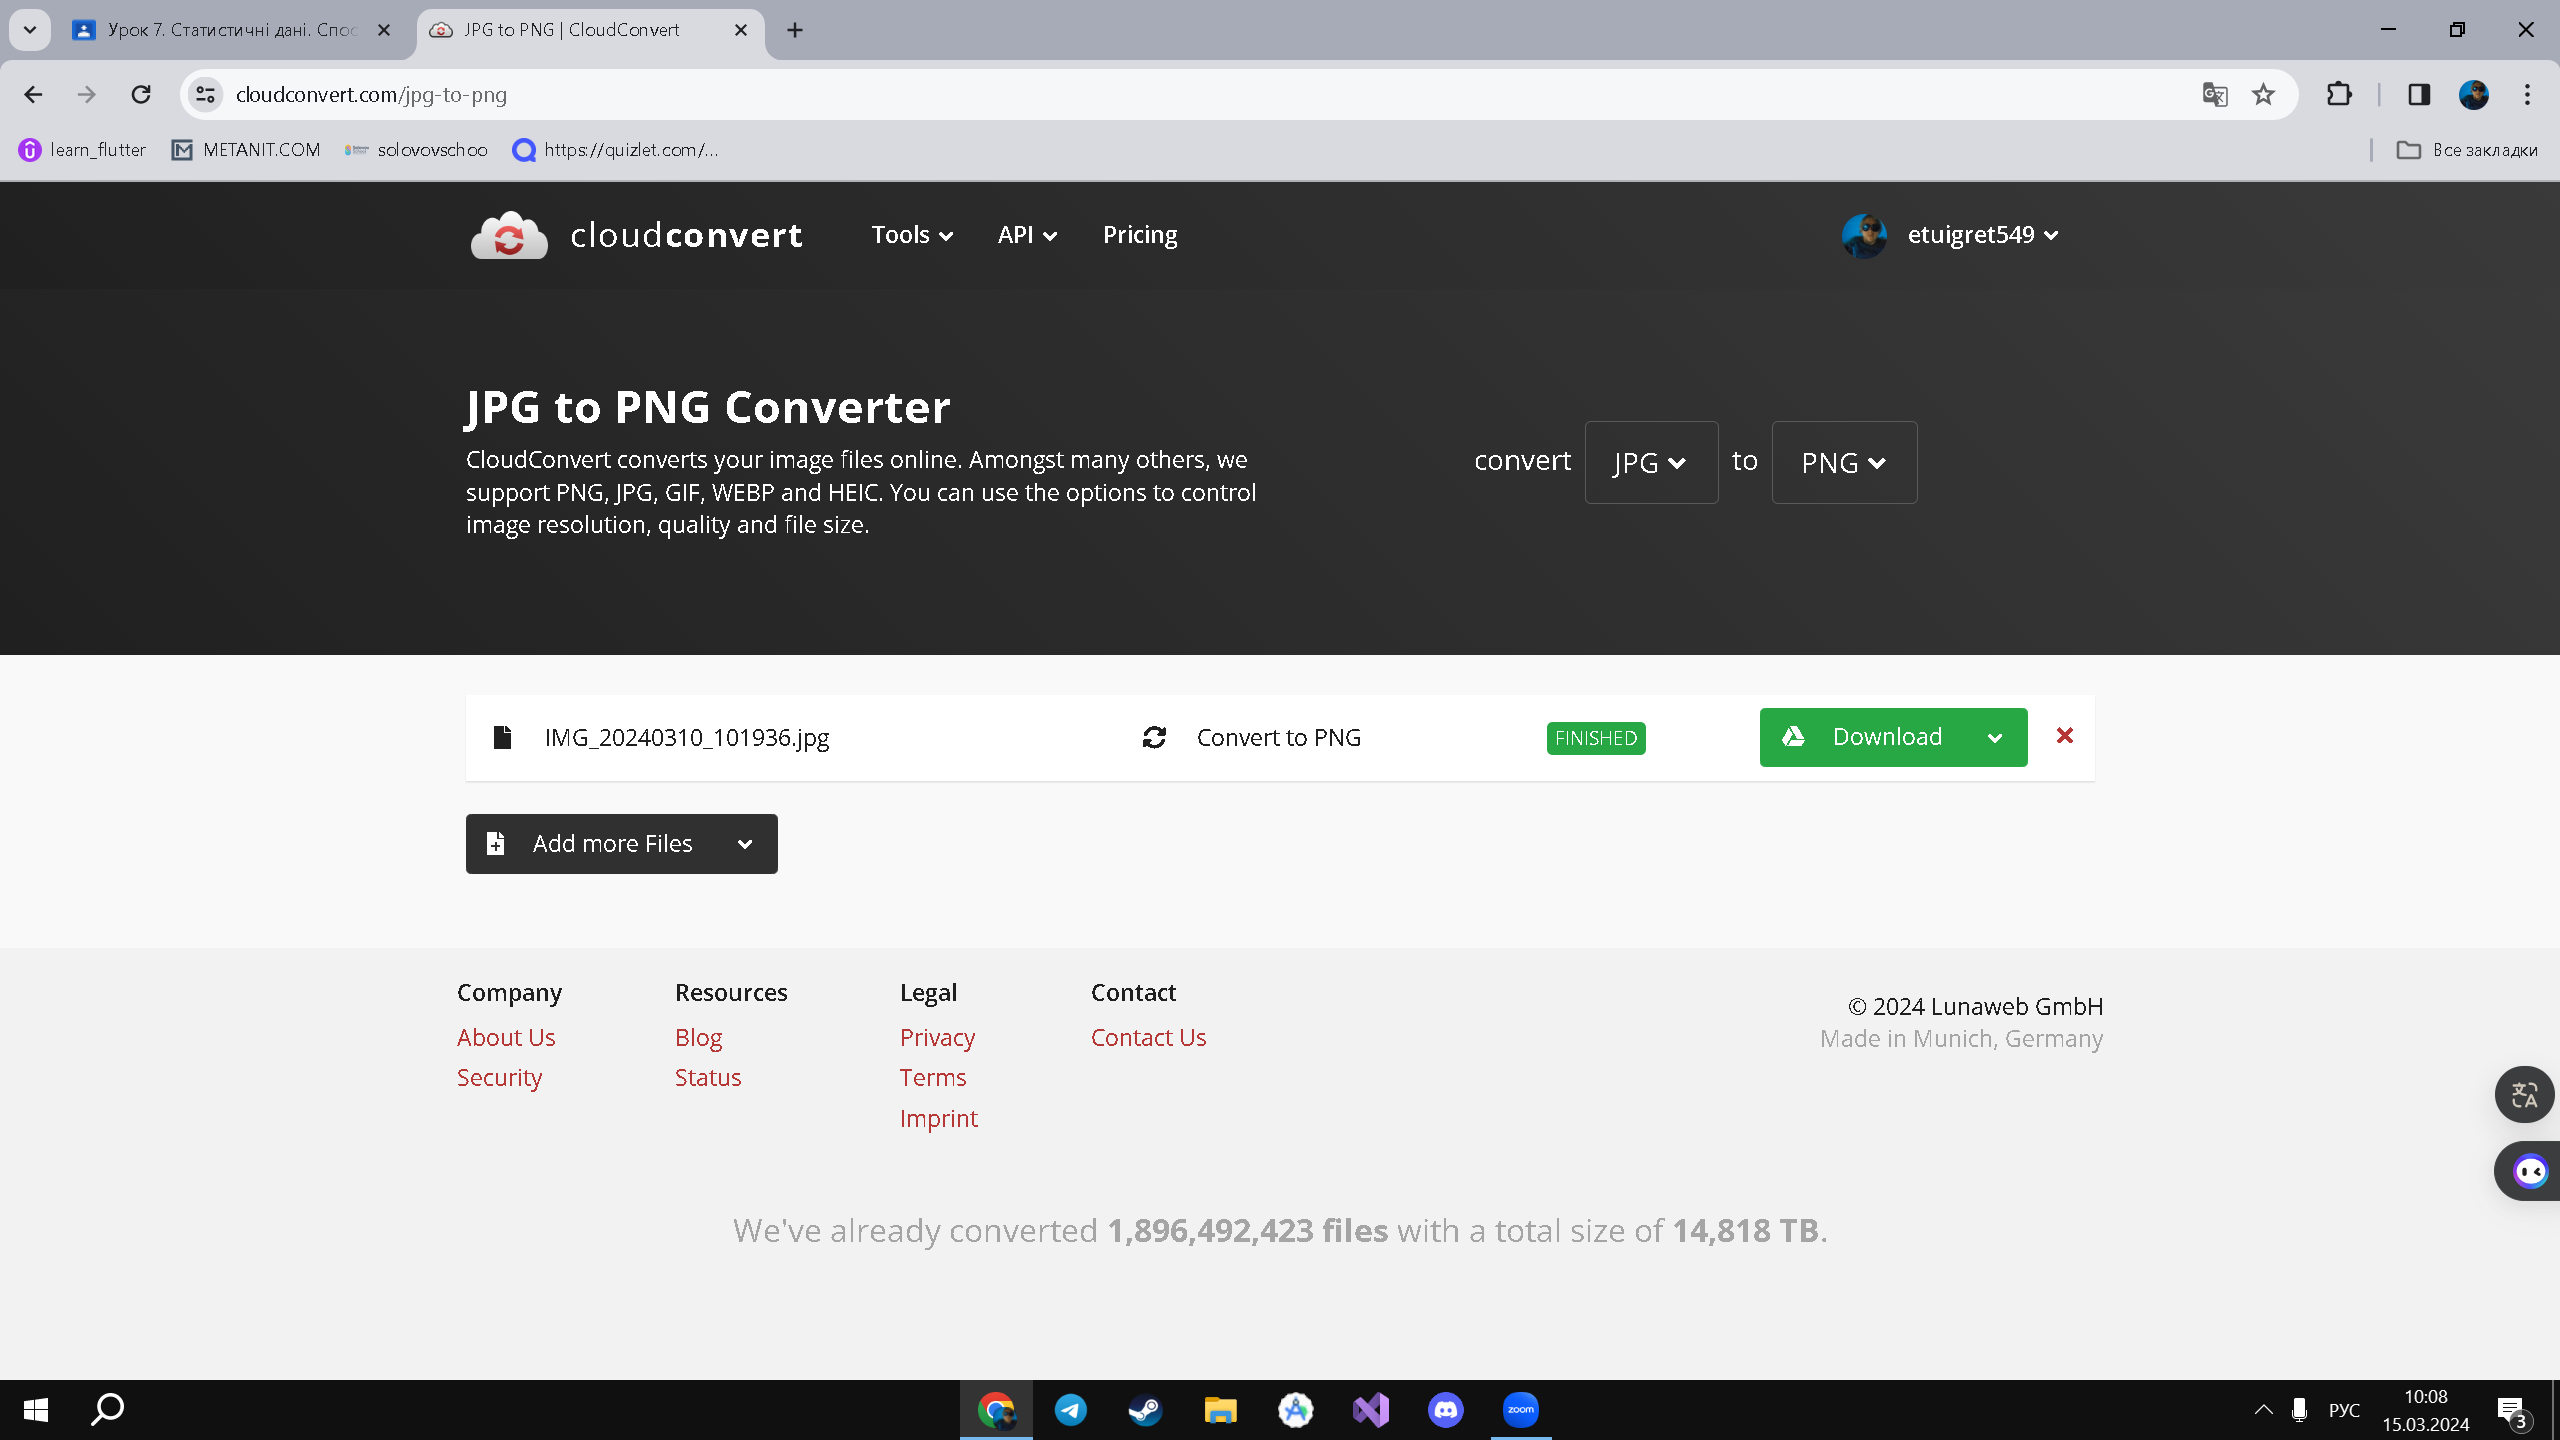 Урок 7. Статистичні дані. Спос
JPG to PNG | CloudConvert
cloudconvert.com/jpg-to-png
learn_flutter
METANIT.COM
solovovschoo
https://quizlet.com/...
Все закладки
cloudconvert
Tools
API
Pricing
etuigret549
JPG to PNG Converter
CloudConvert converts your image files online. Amongst many others, we
support PNG, JPG, GIF, WEBP and HEIC. You can use the options to control
image resolution, quality and file size.
convert JPG to PNG
IMG_20240310_101936.jpg
Convert to PNG
FINISHED
Download
Add more Files
Company
About Us
Security
Resources
Blog
Status
Legal
Privacy
Terms
Imprint
Contact
Contact Us
© 2024 Lunaweb GmbH
Made in Munich, Germany
We've already converted 1,896,492,423 files with a total size of 14,818 TB.
zoom
РУС
10:08
15.03.2024
3